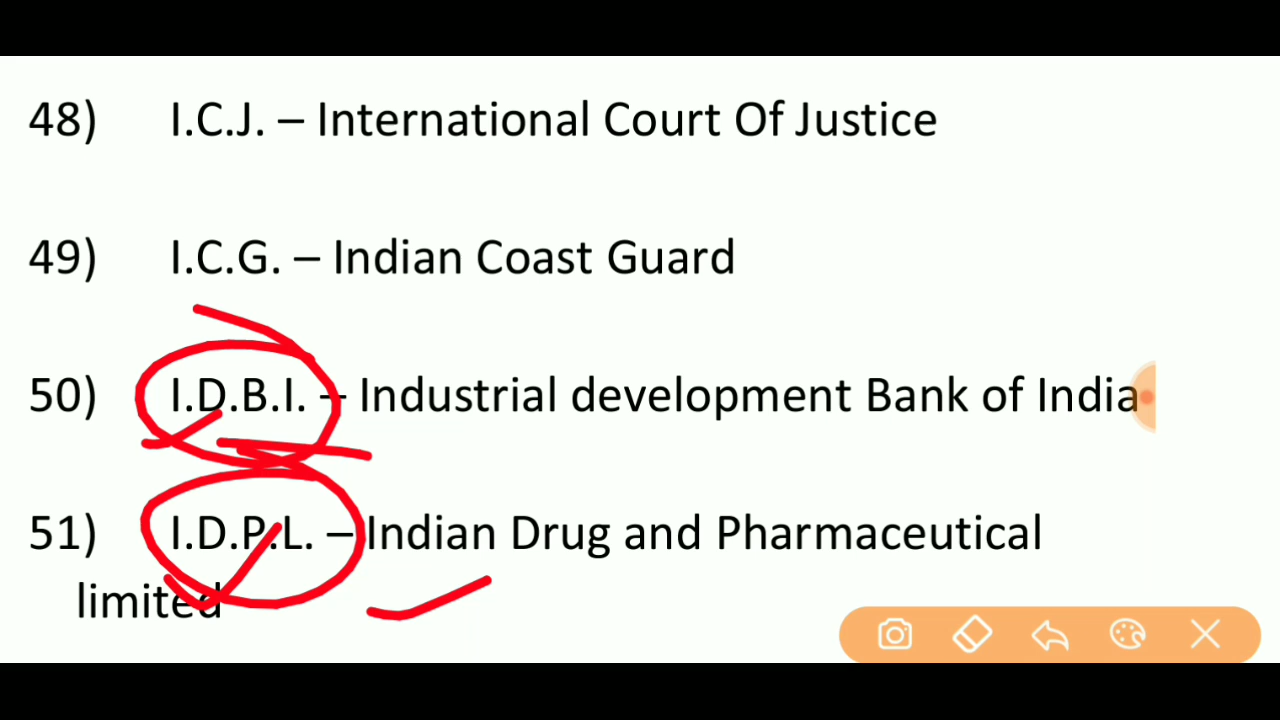 48) I.C.J. – International Court Of Justice
49) I.C.G. – Indian Coast Guard
50) I.D.B.I. – Industrial development Bank of India
51) I.D.P.L. – Indian Drug and Pharmaceutical
limited